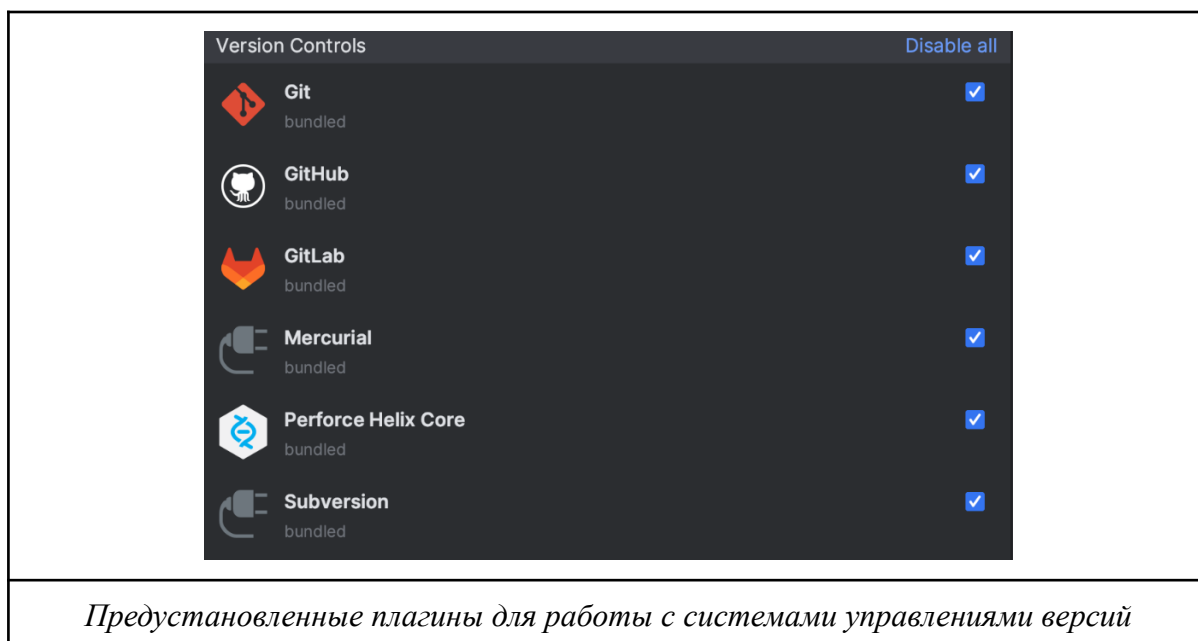 Version Controls Disable all
Git
bundled
GitHub
bundled
GitLab
bundled
Mercurial
bundled
Perforce Helix Core
bundled
Subversion
bundled
Предустановленные плагины для работы с системами управлениями версий